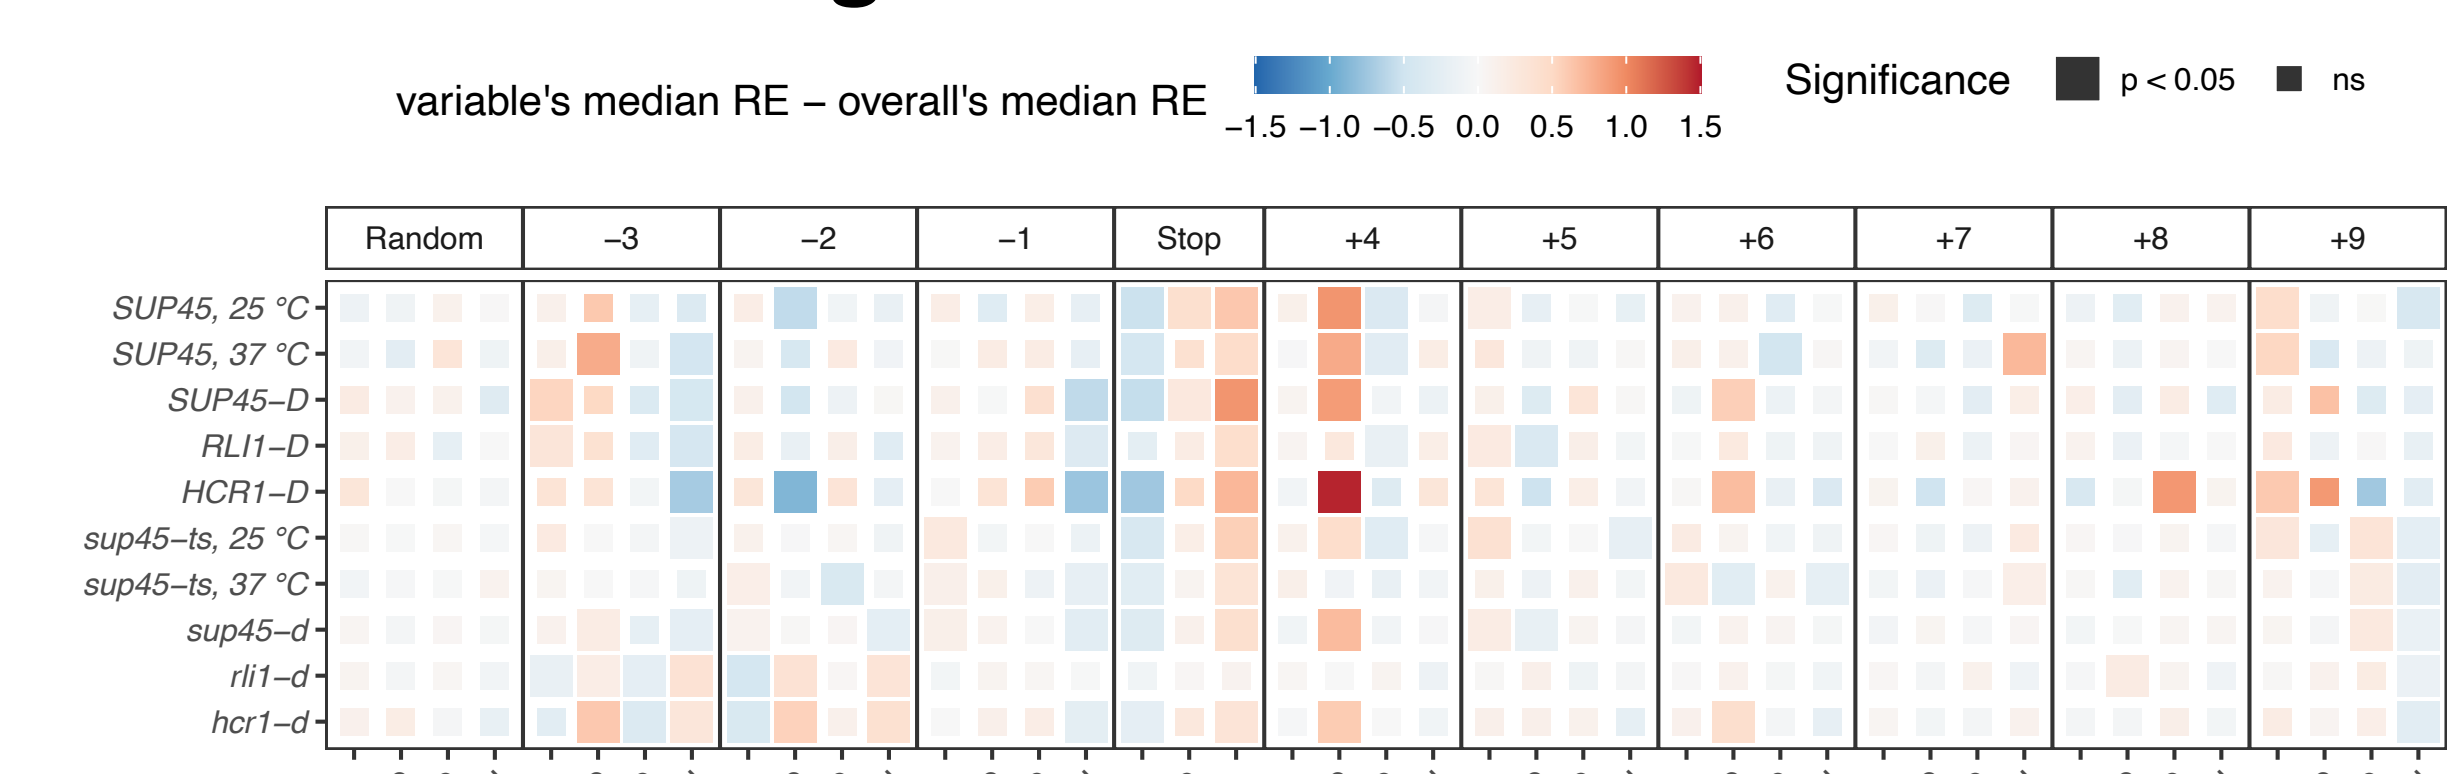 variable's median RE − overall's median RE
−1.5 −1.0 −0.5 0.0 0.5 1.0 1.5
Significance p < 0.05 ns
Random −3 −2 −1 Stop +4 +5 +6 +7 +8 +9
SUP45, 25 °C
SUP45, 37 °C
SUP45−D
RLI1−D
HCR1−D
sup45−ts, 25 °C
sup45−ts, 37 °C
sup45−d
rli1−d
hcr1−d